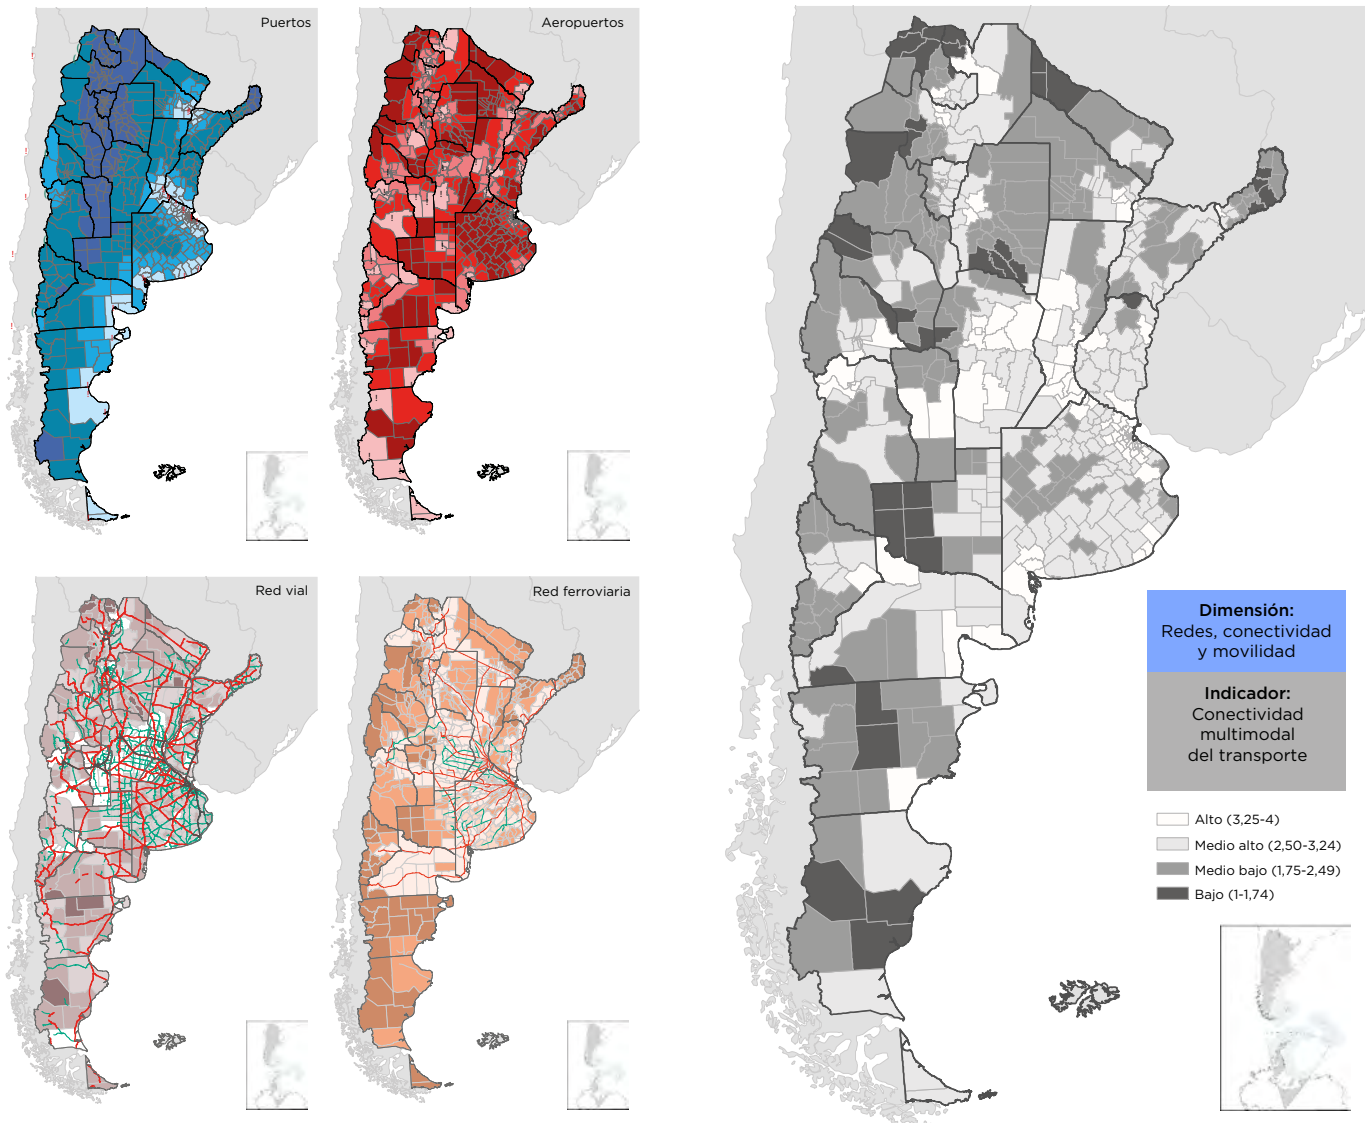 Puertos
Aeropuertos
Red vial
Red ferroviaria
Dimensión:
Redes, conectividad
y movilidad
Indicador:
Conectividad
multimodal
del transporte
Alto (3,25-4)
Medio alto (2,50-3,24)
Medio bajo (1,75-2,49)
Bajo (1-1,74)